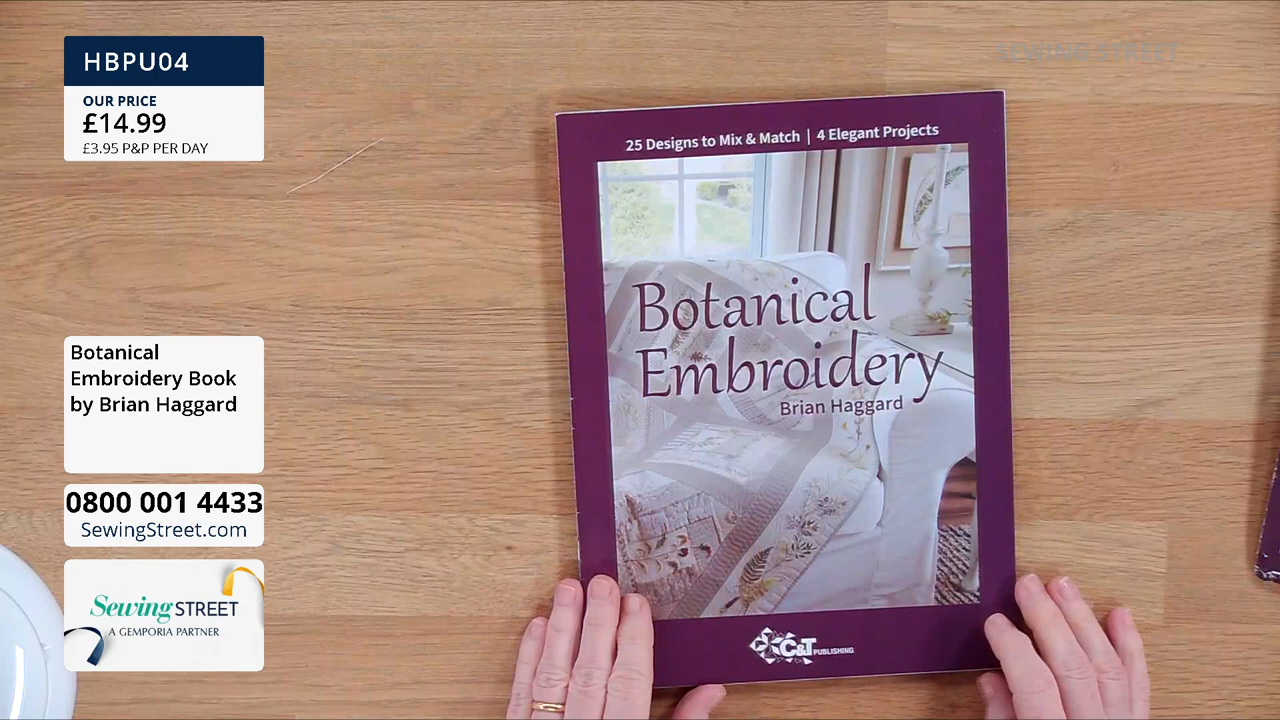 HBPU04
OUR PRICE
£14.99
£3.95 P&P PER DAY
Botanical
Embroidery Book
by Brian Haggard
0800 001 4433
SewingStreet.com
Sewing STREET
A GEMPORIA PARTNER
SEWING STREET
25 Designs to Mix & Match | 4 Elegant Projects
Botanical
Embroidery
Brian Haggard
C&T PUBLISHING